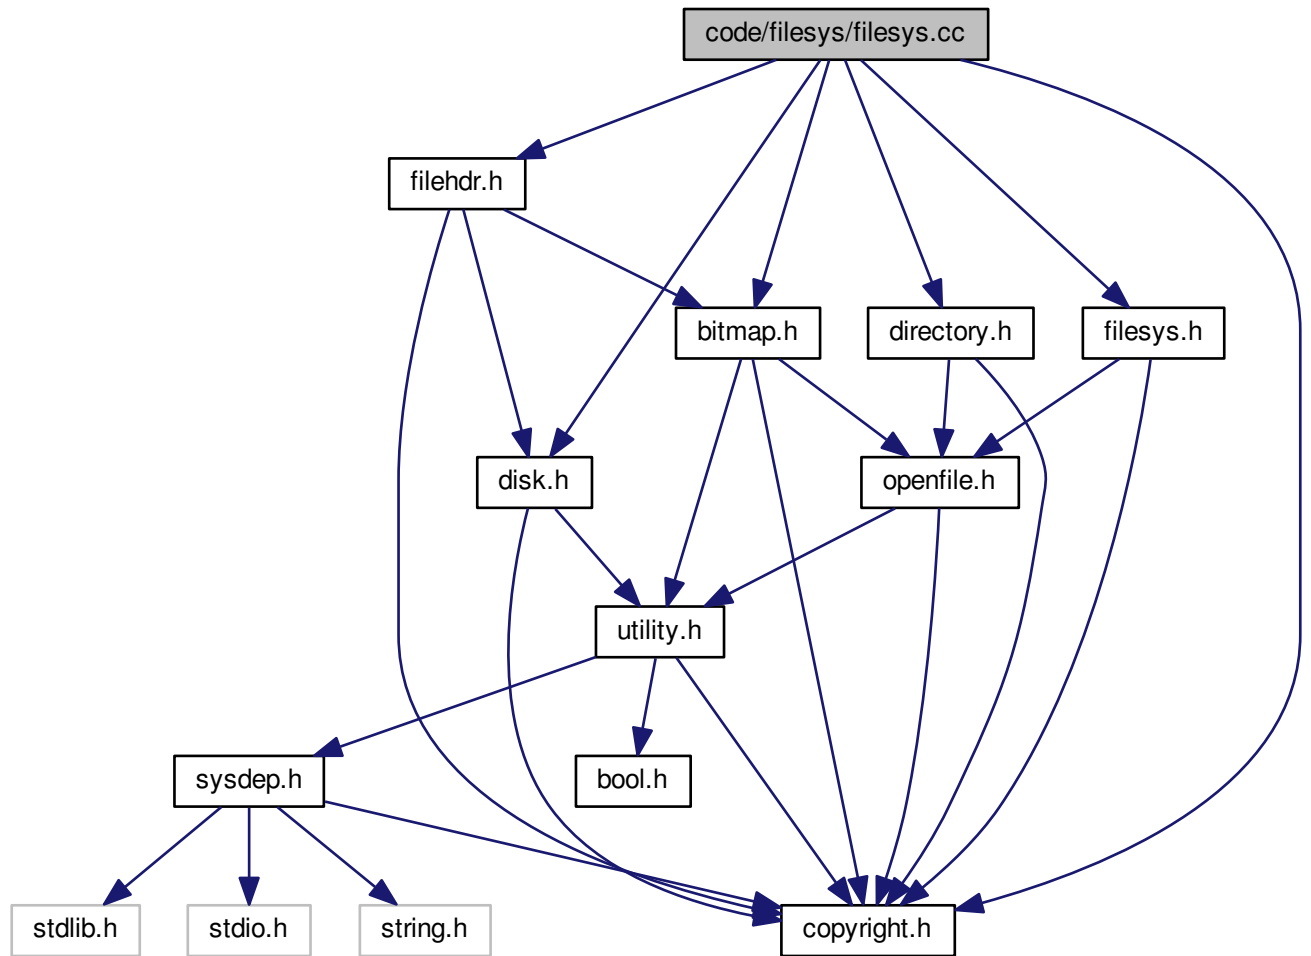 code/filesys/filesys.cc
filehdr.h
bitmap.h
directory.h
filesys.h
disk.h
openfile.h
utility.h
sysdep.h
bool.h
stdlib.h
stdio.h
string.h
copyright.h